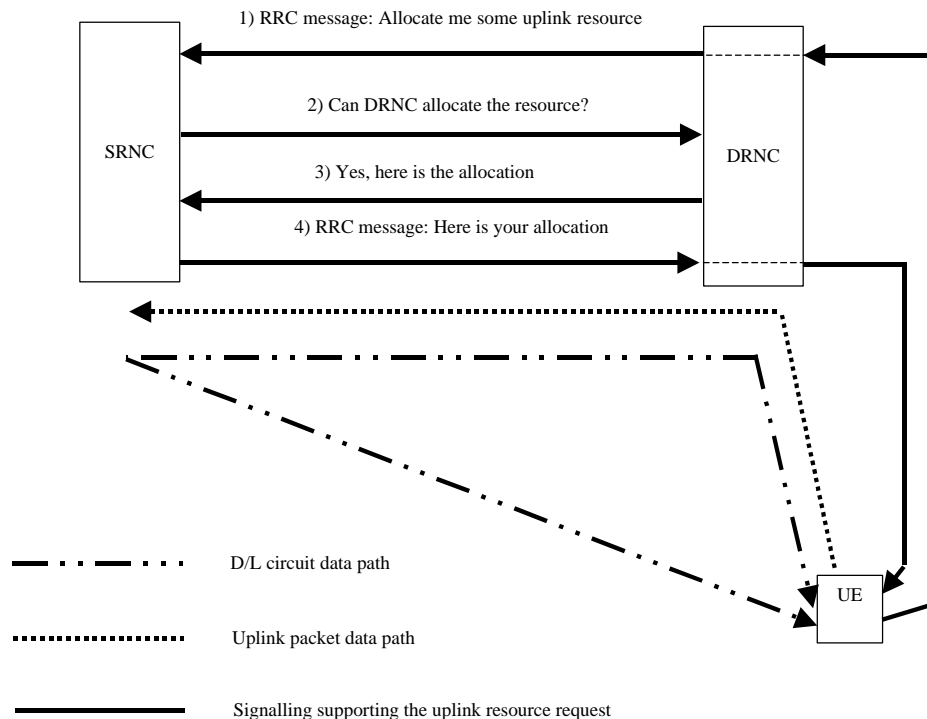 1) RRC message: Allocate me some uplink resource
2) Can DRNC allocate the resource?
SRNC
DRNC
3) Yes, here is the allocation
4) RRC message: Here is your allocation
D/L circuit data path
UE
Uplink packet data path
Signalling supporting the uplink resource request